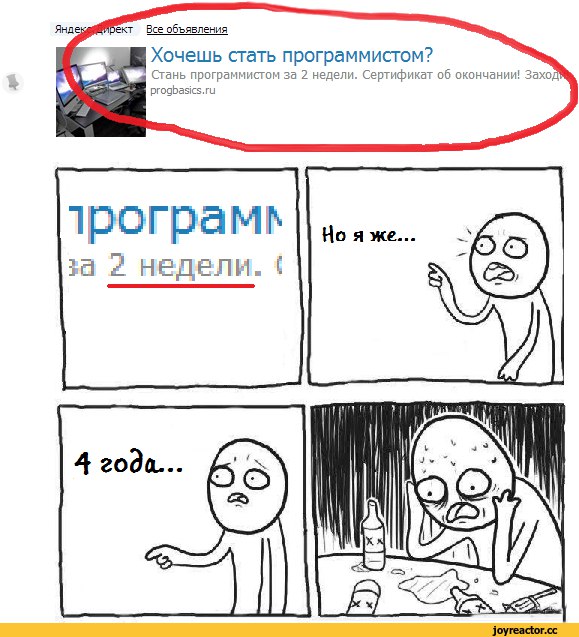 Яндекс.Директ Все объявления
Хочешь стать программистом?
Стань программистом за 2 недели. Сертификат об окончании! Заходи
progbasics.ru
программ
за 2 недели. 
Но я же...
4 года...
x x
x x
joyreactor.cc